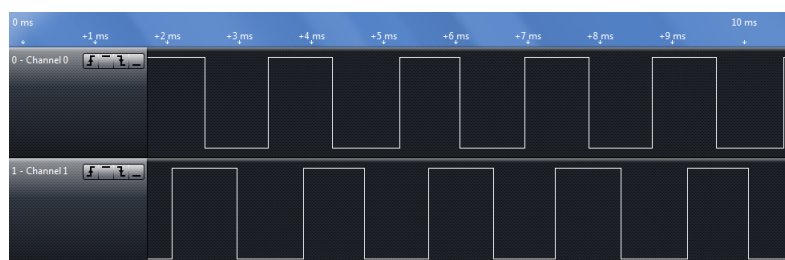 0 ms 10 ms
+1 ms +2 ms +3 ms +4 ms +5 ms +6 ms +7 ms +8 ms +9 ms
0 - Channel 0
1 - Channel 1